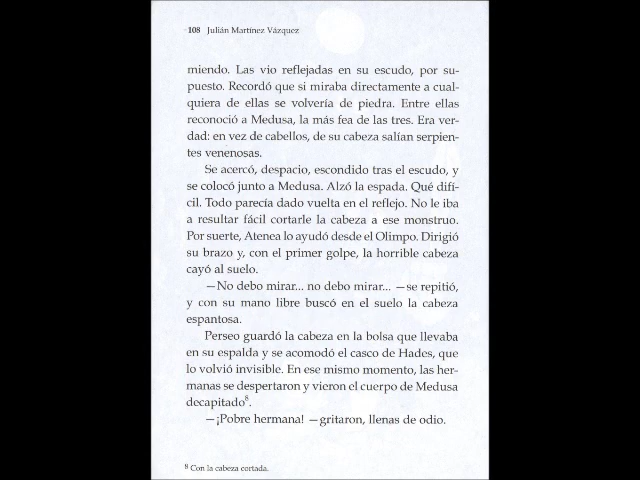 108 Julián Martínez Vázquez
miendo. Las vio reflejadas en su escudo, por su-
puesto. Recordó que si miraba directamente a cual-
quiera de ellas se volvería de piedra. Entre ellas
reconoció a Medusa, la más fea de las tres. Era ver-
dad: en vez de cabellos, de su cabeza salían serpien-
tes venenosas.
Se acercó, despacio, escondido tras el escudo, y
se colocó junto a Medusa. Alzó la espada. Qué difí-
cil. Todo parecía dado vuelta en el reflejo. No le iba
a resultar fácil cortarle la cabeza a ese monstruo.
Por suerte, Atenea lo ayudó desde el Olimpo. Dirigió
su brazo y, con el primer golpe, la horrible cabeza
cayó al suelo.
—No debo mirar... no debo mirar... —se repitió,
y con su mano libre buscó en el suelo la cabeza
espantosa.
Perseo guardó la cabeza en la bolsa que llevaba
en su espalda y se acomodó el casco de Hades, que
lo volvió invisible. En ese mismo momento, las her-
manas se despertaron y vieron el cuerpo de Medusa
decapitado⁸.
—¡Pobre hermana! —gritaron, llenas de odio.
8 Con la cabeza cortada.